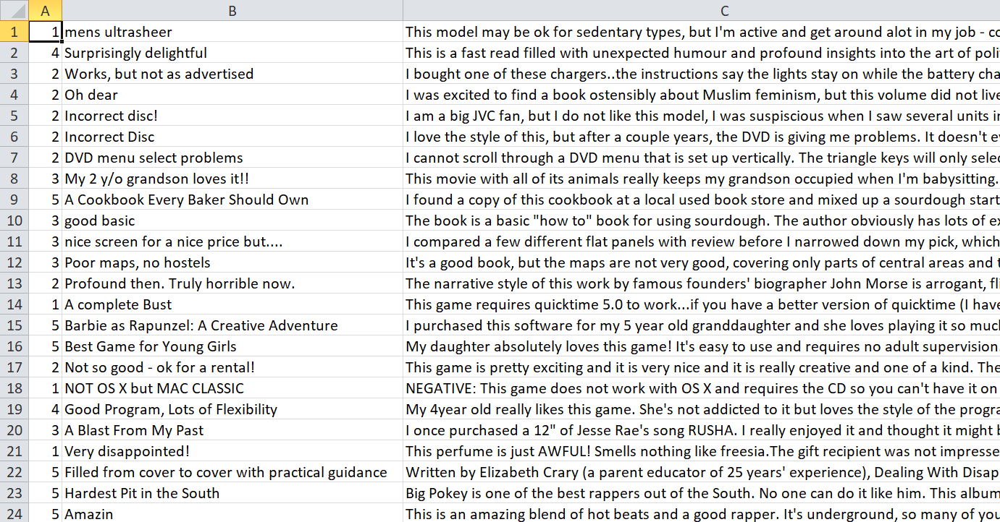 A B C
1 1 mens ultrasheer This model may be ok for sedentary types, but I'm active and get around alot in my job - co
2 4 Surprisingly delightful This is a fast read filled with unexpected humour and profound insights into the art of poli
3 2 Works, but not as advertised I bought one of these chargers..the instructions say the lights stay on while the battery cha
4 2 Oh dear I was excited to find a book ostensibly about Muslim feminism, but this volume did not live
5 2 Incorrect disc! I am a big JVC fan, but I do not like this model, I was suspiscious when I saw several units in
6 2 Incorrect Disc I love the style of this, but after a couple years, the DVD is giving me problems. It doesn't e
7 2 DVD menu select problems I cannot scroll through a DVD menu that is set up vertically. The triangle keys will only selec
8 3 My 2 y/o grandson loves it!! This movie with all of its animals really keeps my grandson occupied when I'm babysitting.
9 5 A Cookbook Every Baker Should Own I found a copy of this cookbook at a local used book store and mixed up a sourdough start
10 3 good basic The book is a basic "how to" book for using sourdough. The author obviously has lots of ex
11 3 nice screen for a nice price but.... I compared a few different flat panels with review before I narrowed down my pick, which
12 3 Poor maps, no hostels It's a good book, but the maps are not very good, covering only parts of central areas and t
13 2 Profound then. Truly horrible now. The narrative style of this work by famous founders' biographer John Morse is arrogant, fli
14 1 A complete Bust This game requires quicktime 5.0 to work...if you have a better version of quicktime (I have
15 5 Barbie as Rapunzel: A Creative Adventure I purchased this software for my 5 year old granddaughter and she loves playing it so muc
16 5 Best Game for Young Girls My daughter absolutely loves this game! It's easy to use and requires no adult supervision.
17 2 Not so good - ok for a rental! This game is pretty exciting and it is very nice and it is really creative and one of a kind. The
18 1 NOT OS X but MAC CLASSIC NEGATIVE: This game does not work with OS X and requires the CD so you can't have it on
19 4 Good Program, Lots of Flexibility My 4year old really likes this game. She's not addicted to it but loves the style of the progra
20 3 A Blast From My Past I once purchased a 12" of Jesse Rae's song RUSHA. I really enjoyed it and thought it might b
21 1 Very disappointed! This perfume is just AWFUL! Smells nothing like freesia.The gift recipient was not impresse
22 5 Filled from cover to cover with practical guidance Written by Elizabeth Crary (a parent educator of 25 years' experience), Dealing With Disap
23 5 Hardest Pit in the South Big Pokey is one of the best rappers out of the South. No one can do it like him. This album
24 5 Amazin This is an amazing blend of hot beats and a good rapper. It's underground, so many of you